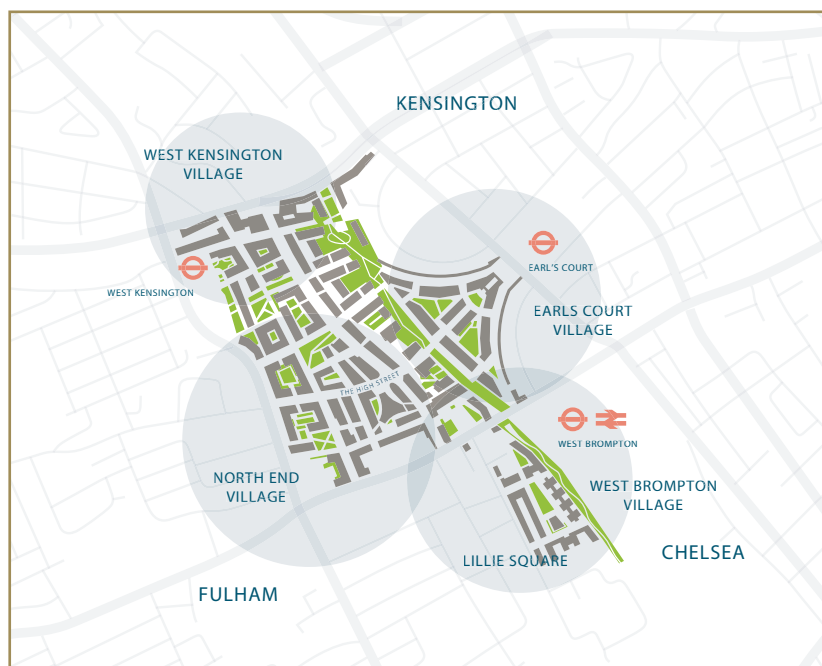 KENSINGTON
WEST KENSINGTON
VILLAGE
EARL'S COURT
WEST KENSINGTON
EARLS COURT
VILLAGE
THE HIGH STREET
WEST BROMPTON
NORTH END
VILLAGE
WEST BROMPTON
VILLAGE
LILLIE SQUARE
CHELSEA
FULHAM